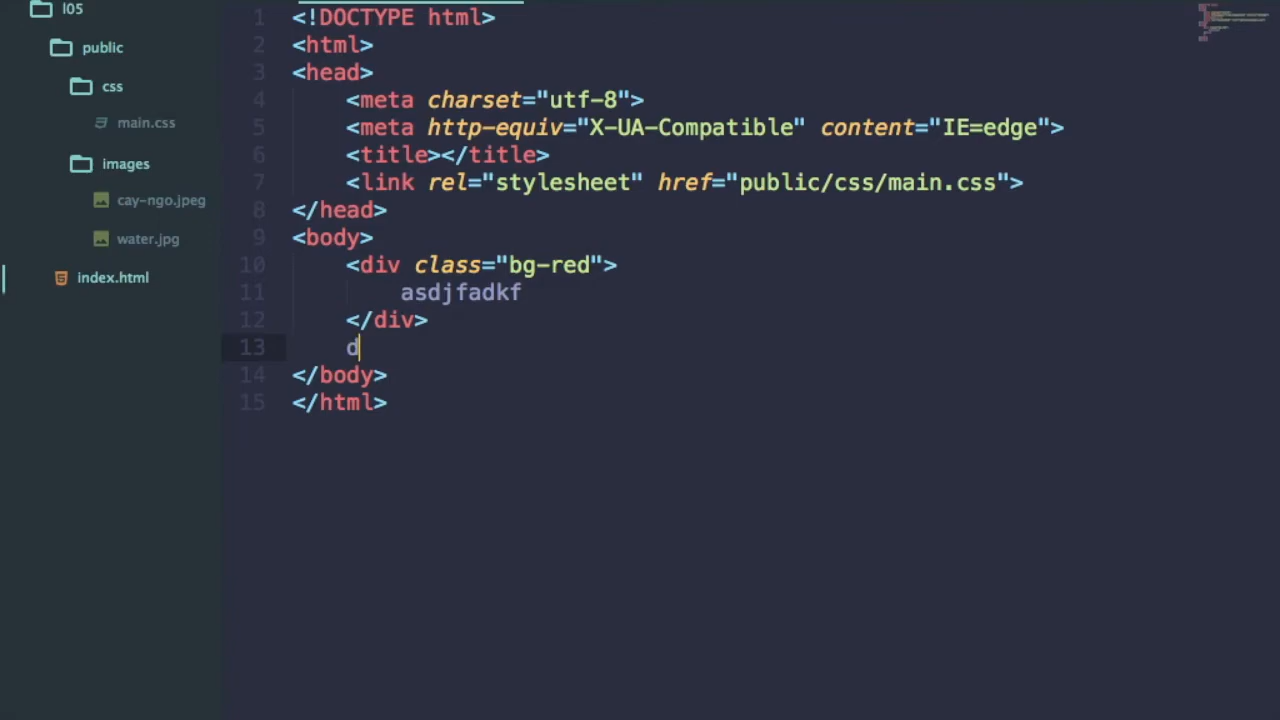 l05
public
css
main.css
images
cay-ngo.jpeg
water.jpg
index.html
1 <!DOCTYPE html>
2 <html>
3 <head>
4 <meta charset="utf-8">
5 <meta http-equiv="X-UA-Compatible" content="IE=edge">
6 <title></title>
7 <link rel="stylesheet" href="public/css/main.css">
8 </head>
9 <body>
10 <div class="bg-red">
11 asdjfadkf
12 </div>
13 d
14 </body>
15 </html>